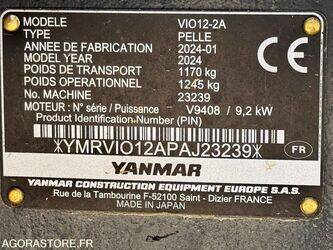 MODELE VIO12-2A
TYPE PELLE
ANNEE DE FABRICATION 2024-01
MODEL YEAR 2024
POIDS DE TRANSPORT 1170 kg
POIDS OPERATIONNEL 1245 kg
No. MACHINE 23239
MOTEUR : N° série / Puissance V9408 / 9,2 kW
Product Identification Number (PIN)
*YMRVIO12APAJ23239*
FR
CE
YANMAR
YANMAR CONSTRUCTION EQUIPMENT EUROPE S.A.S.
Rue de la Tambourine F-52100 Saint - Dizier FRANCE
MADE IN JAPAN
AGORASTORE.FR